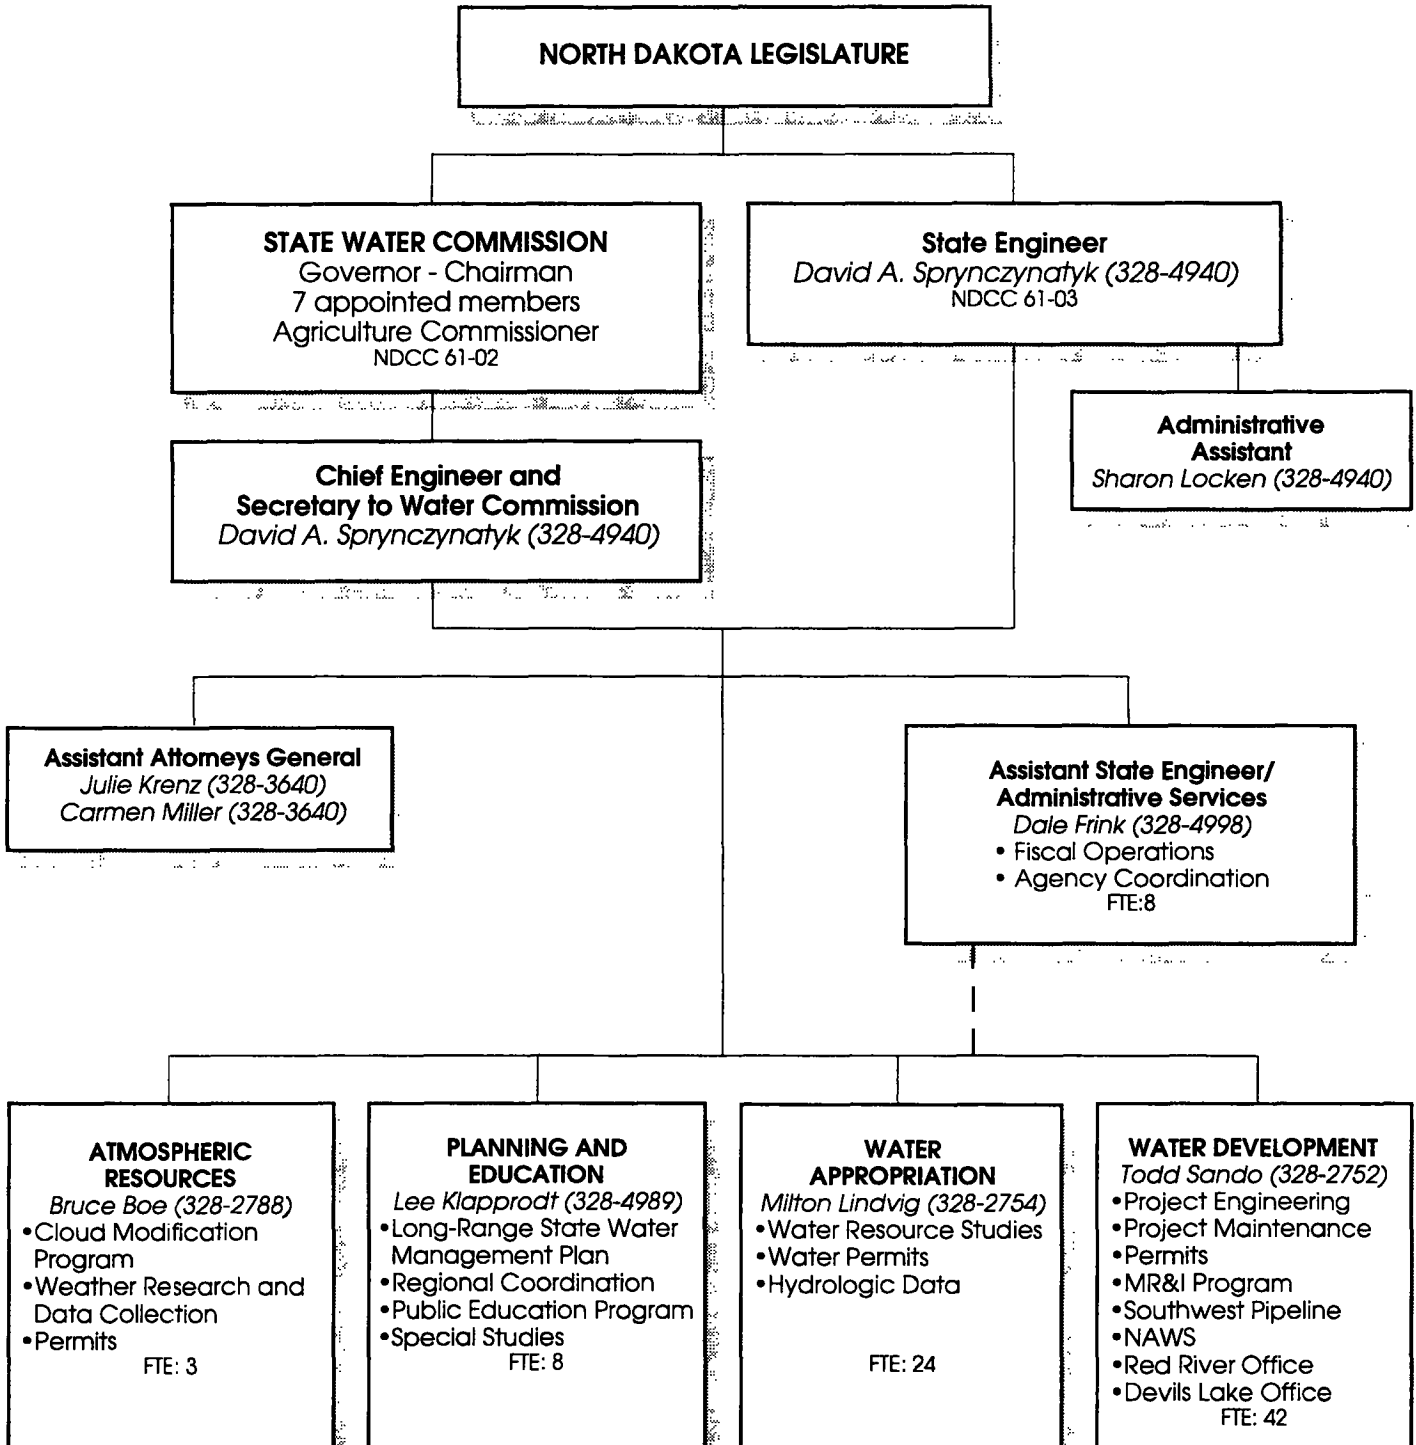 NORTH DAKOTA LEGISLATURE
STATE WATER COMMISSION
Governor - Chairman
7 appointed members
Agriculture Commissioner
NDCC 61-02
State Engineer
David A. Sprynczynatyk (328-4940)
NDCC 61-03
Administrative
Assistant
Sharon Locken (328-4940)
Chief Engineer and
Secretary to Water Commission
David A. Sprynczynatyk (328-4940)
Assistant Attorneys General
Julie Krenz (328-3640)
Carmen Miller (328-3640)
Assistant State Engineer/
Administrative Services
Dale Frink (328-4998)
• Fiscal Operations
• Agency Coordination
FTE:8
ATMOSPHERIC
RESOURCES
Bruce Boe (328-2788)
•Cloud Modification
Program
•Weather Research and
Data Collection
•Permits
FTE: 3
PLANNING AND
EDUCATION
Lee Klapprodt (328-4989)
•Long-Range State Water
Management Plan
•Regional Coordination
•Public Education Program
•Special Studies
FTE: 8
WATER
APPROPRIATION
Milton Lindvig (328-2754)
•Water Resource Studies
•Water Permits
•Hydrologic Data
FTE: 24
WATER DEVELOPMENT
Todd Sando (328-2752)
•Project Engineering
•Project Maintenance
•Permits
•MR&I Program
•Southwest Pipeline
•NAWS
•Red River Office
•Devils Lake Office
FTE: 42